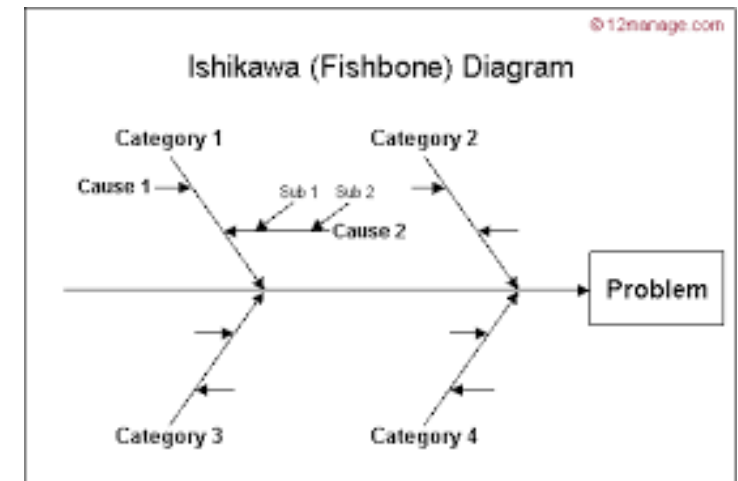 © 12manage.com
Ishikawa (Fishbone) Diagram
Category 1
Category 2
Cause 1
Sub 1
Sub 2
Cause 2
Problem
Category 3
Category 4